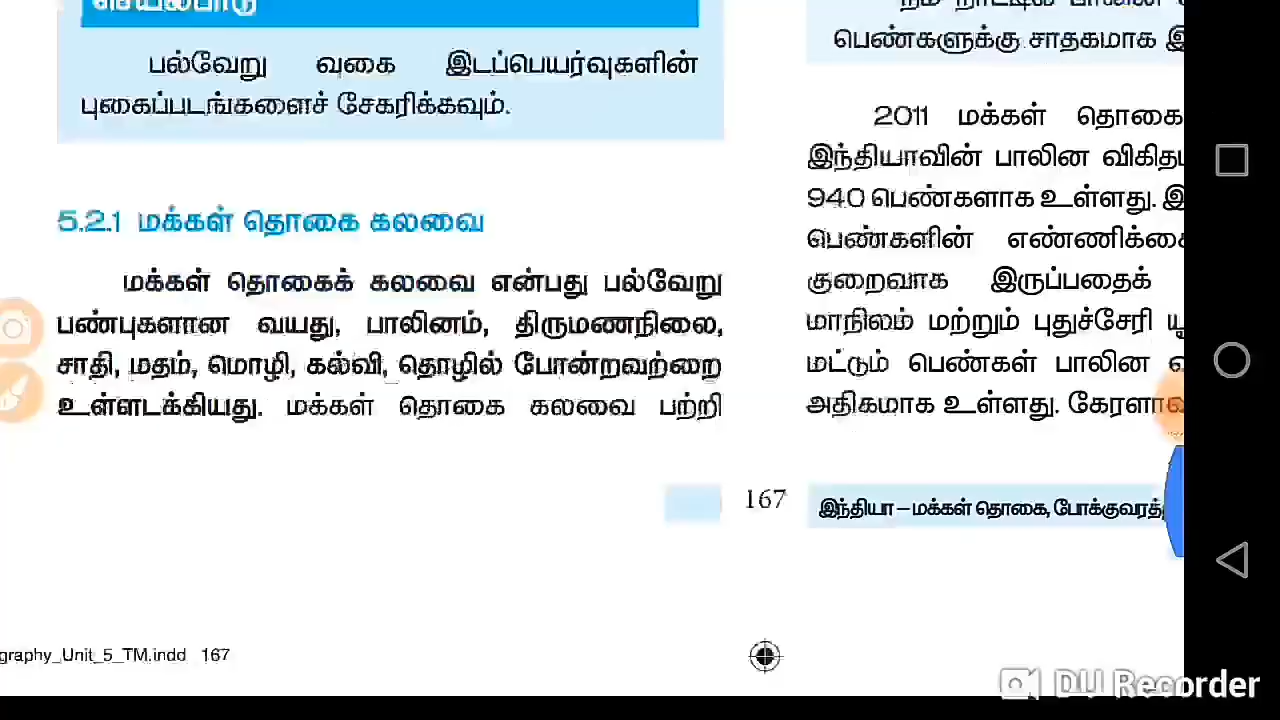 செயல்பாடு
பல்வேறு வகை இடப்பெயர்வுகளின்
புகைப்படங்களைச் சேகரிக்கவும்.
5.2.1 மக்கள் தொகை கலவை
மக்கள் தொகைக் கலவை என்பது பல்வேறு
பண்புகளான வயது, பாலினம், திருமணநிலை,
சாதி, மதம், மொழி, கல்வி, தொழில் போன்றவற்றை
உள்ளடக்கியது. மக்கள் தொகை கலவை பற்றி
பெண்களுக்கு சாதகமாக
2011 மக்கள் தொகை
இந்தியாவின் பாலின
940 பெண்களாக உள்ளது.
பெண்களின் எண்ணிக்கை
குறைவாக இருப்பதைக்
மாநிலம் மற்றும் புதுச்சேரி
மட்டும் பெண்கள் பாலின
அதிகமாக உள்ளது.
167 இந்தியா – மக்கள் தொகை,
graphy_Unit_5_TM.indd 167
DU Recorder